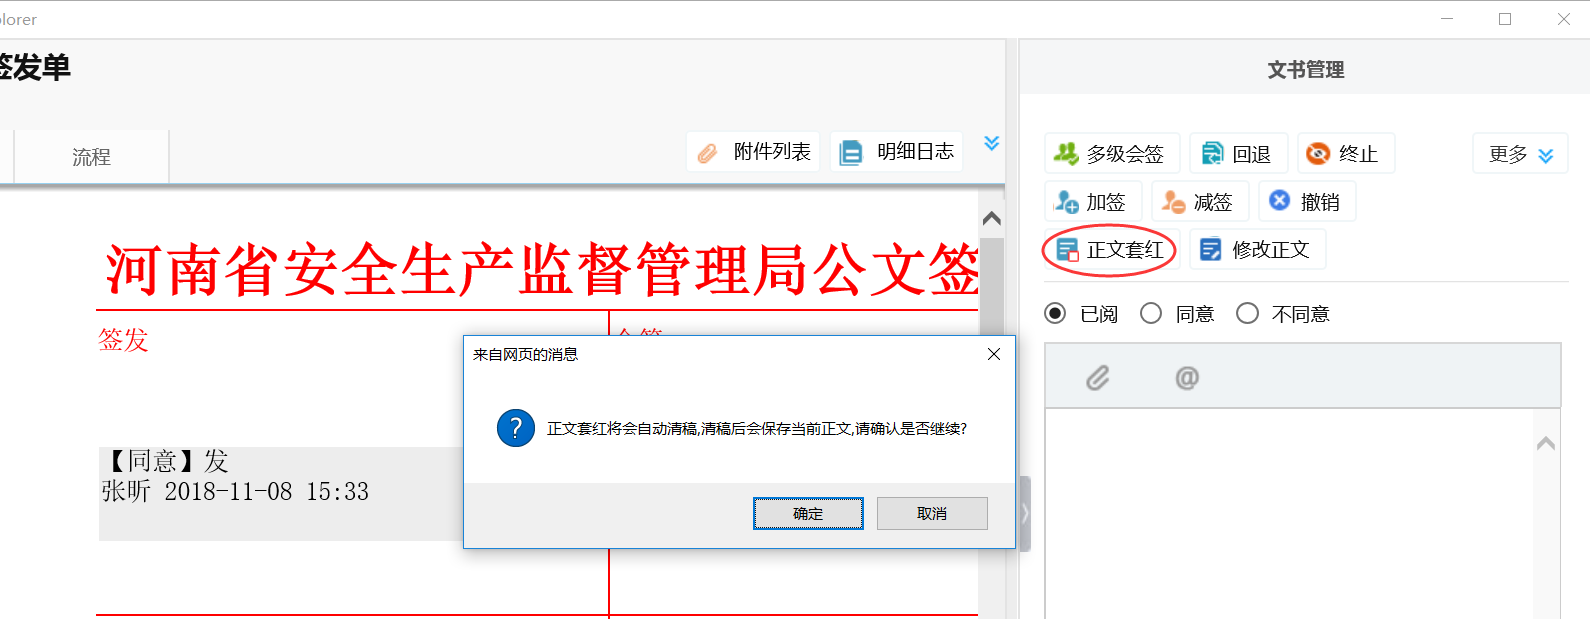 lorer
签发单
文书管理
流程
附件列表
明细日志
多级会签
回退
终止
更多
加签
减签
撤销
正文套红
修改正文
河南省安全生产监督管理局公文签
签发
已阅
同意
不同意
@
来自网页的消息
正文套红将会自动清稿,清稿后会保存当前正文,请确认是否继续?
确定
取消
【同意】发
张昕 2018-11-08 15:33